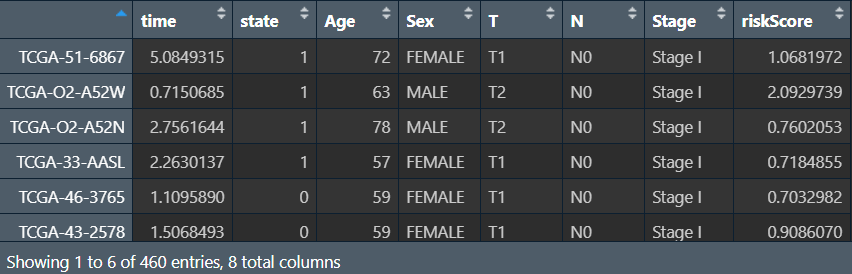 time state Age Sex T N Stage riskScore
TCGA-51-6867 5.0849315 1 72 FEMALE T1 N0 Stage I 1.0681972
TCGA-O2-A52W 0.7150685 1 63 MALE T2 N0 Stage I 2.0929739
TCGA-O2-A52N 2.7561644 1 78 MALE T2 N0 Stage I 0.7602053
TCGA-33-AASL 2.2630137 1 57 FEMALE T1 N0 Stage I 0.7184855
TCGA-46-3765 1.1095890 0 59 FEMALE T1 N0 Stage I 0.7032982
TCGA-43-2578 1.5068493 0 59 FEMALE T1 N0 Stage I 0.9086070
Showing 1 to 6 of 460 entries, 8 total columns